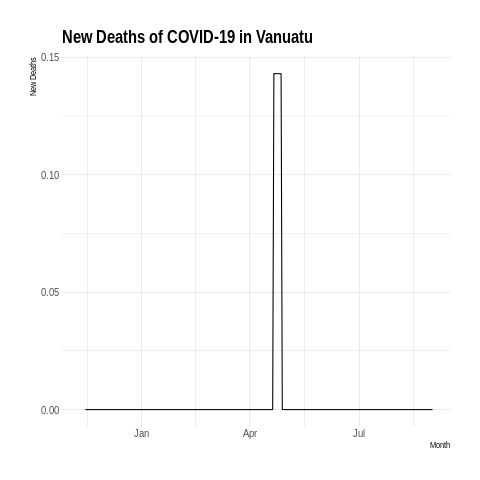 New Deaths of COVID-19 in Vanuatu
New Deaths
0.15
0.10
0.05
0.00
Jan Apr Jul
Month